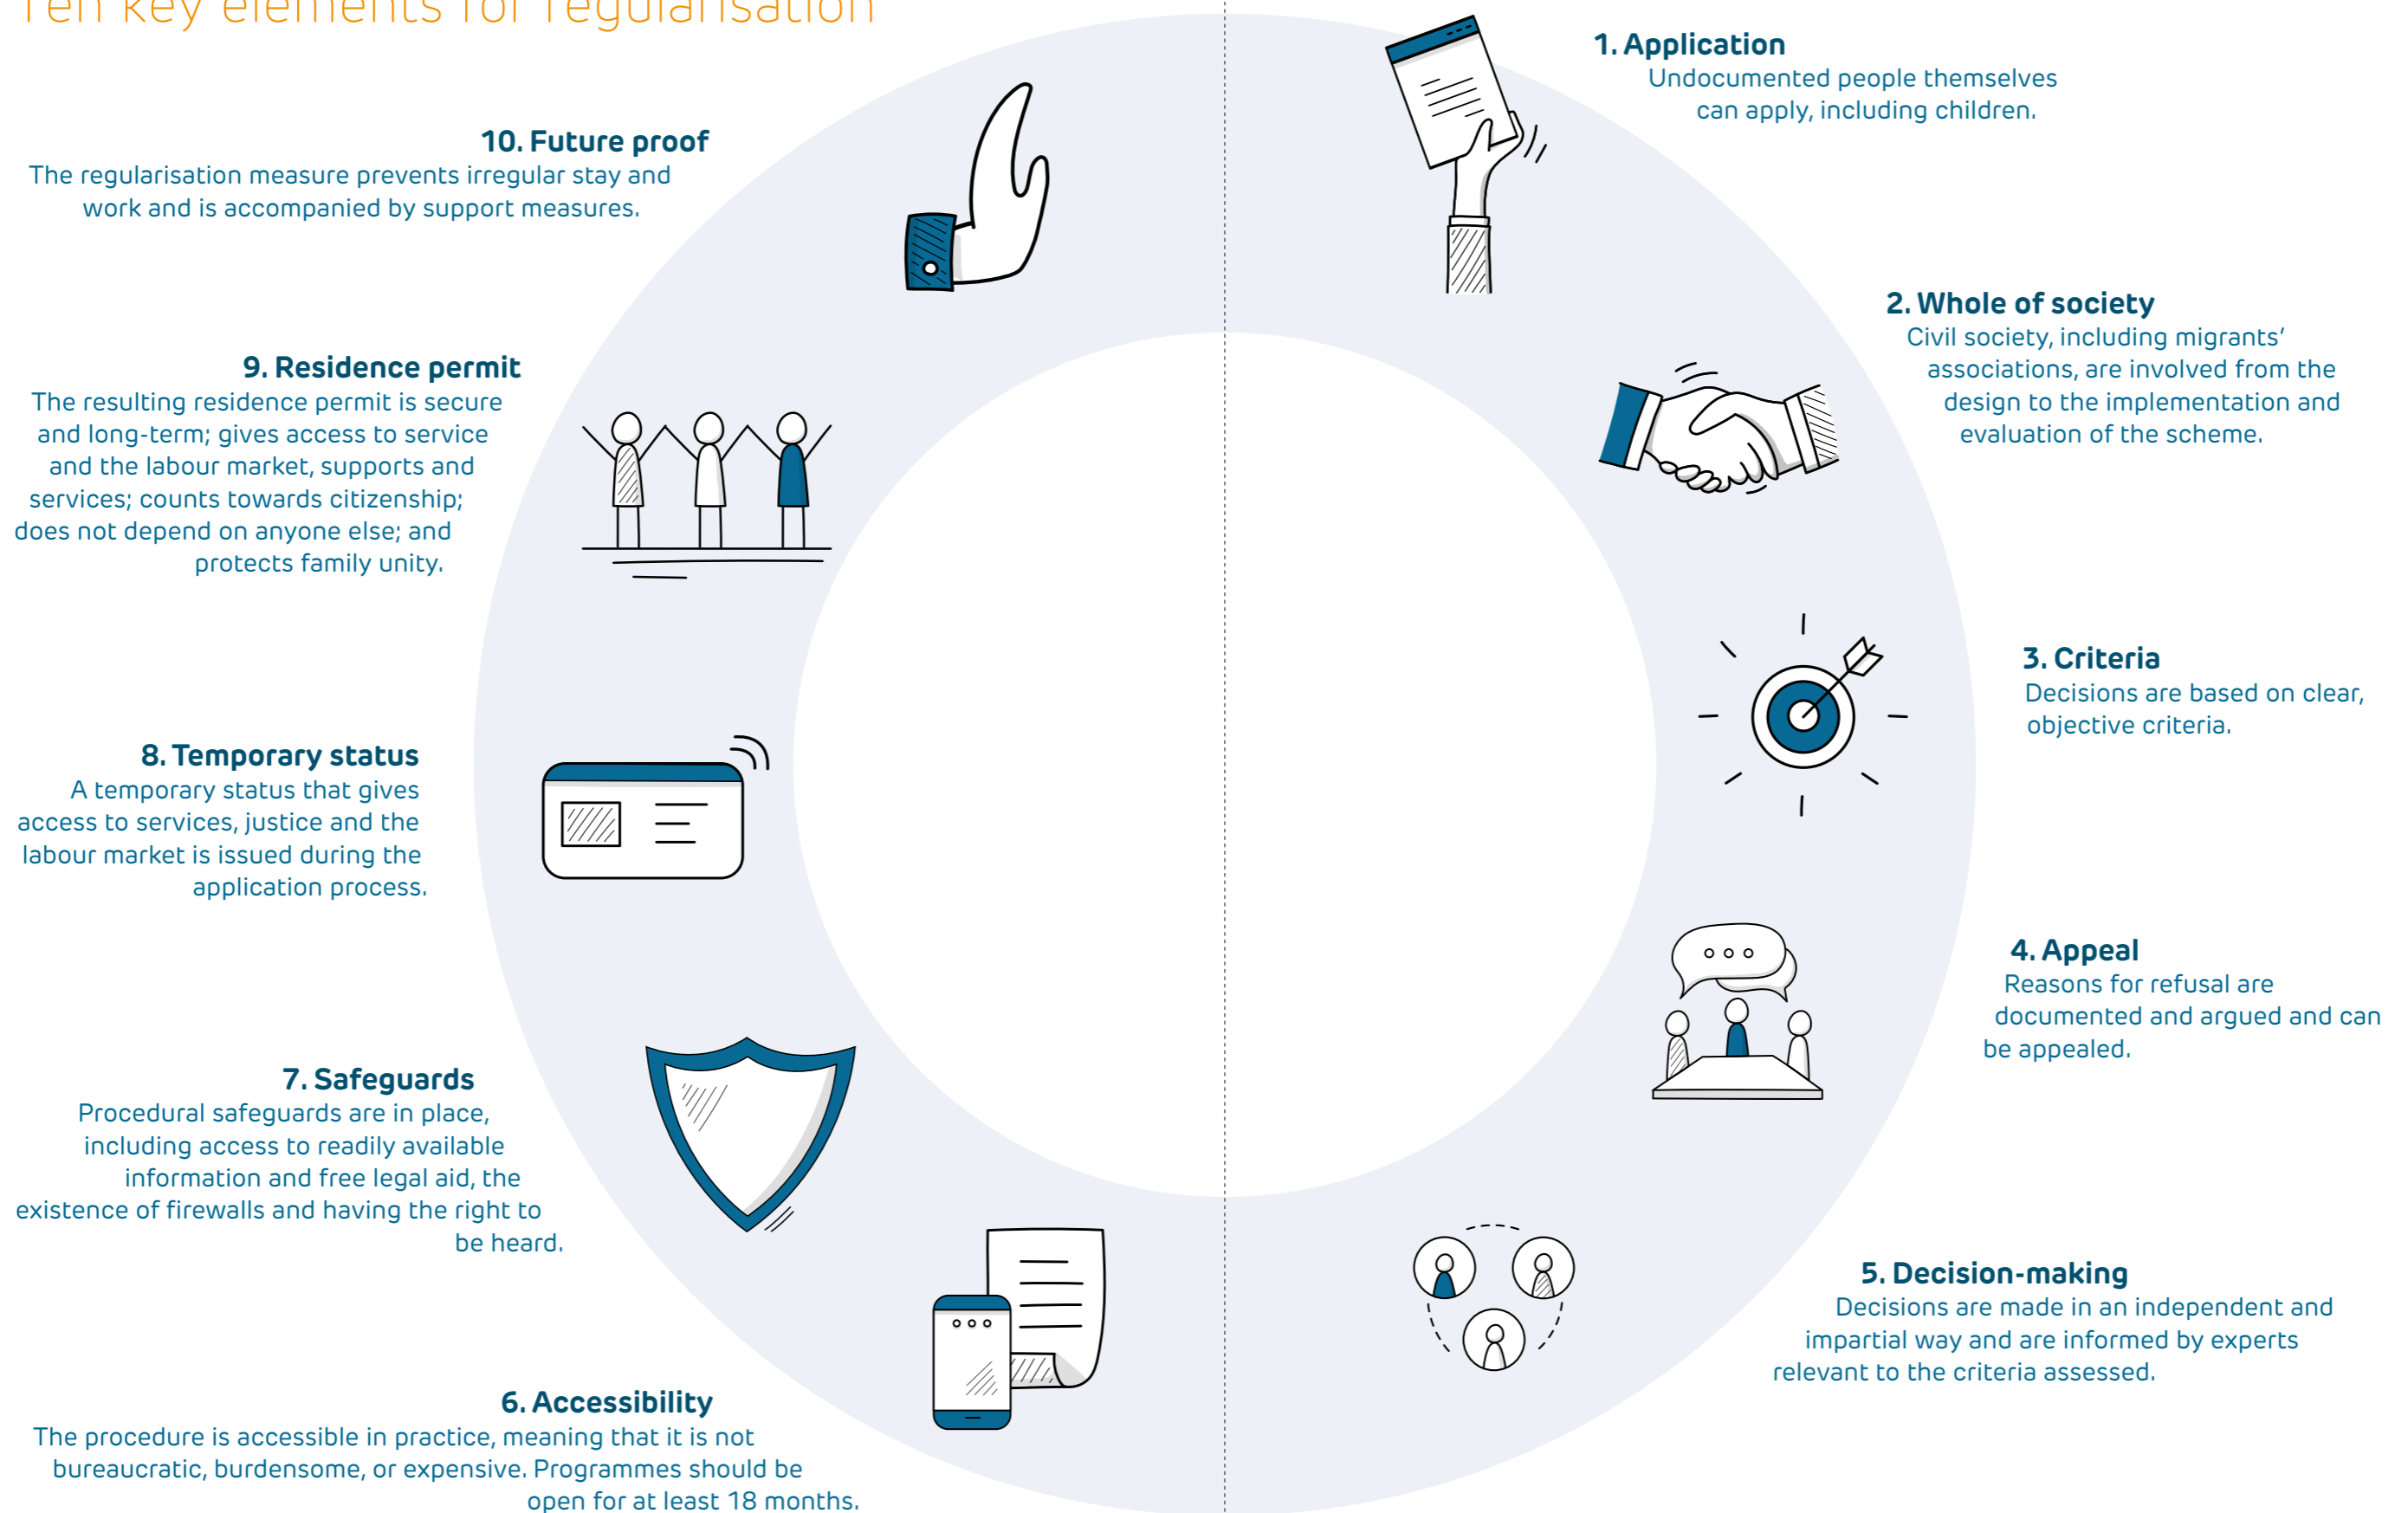 Ten key elements for regularisation
1. Application
Undocumented people themselves
can apply, including children.
2. Whole of society
Civil society, including migrants’
associations, are involved from the
design to the implementation and
evaluation of the scheme.
3. Criteria
Decisions are based on clear,
objective criteria.
4. Appeal
Reasons for refusal are
documented and argued and can
be appealed.
5. Decision-making
Decisions are made in an independent and
impartial way and are informed by experts
relevant to the criteria assessed.
6. Accessibility
The procedure is accessible in practice, meaning that it is not
bureaucratic, burdensome, or expensive. Programmes should be
open for at least 18 months.
7. Safeguards
Procedural safeguards are in place,
including access to readily available
information and free legal aid, the
existence of firewalls and having the right to
be heard.
8. Temporary status
A temporary status that gives
access to services, justice and the
labour market is issued during the
application process.
9. Residence permit
The resulting residence permit is secure
and long-term; gives access to service
and the labour market, supports and
services; counts towards citizenship;
does not depend on anyone else; and
protects family unity.
10. Future proof
The regularisation measure prevents irregular stay and
work and is accompanied by support measures.